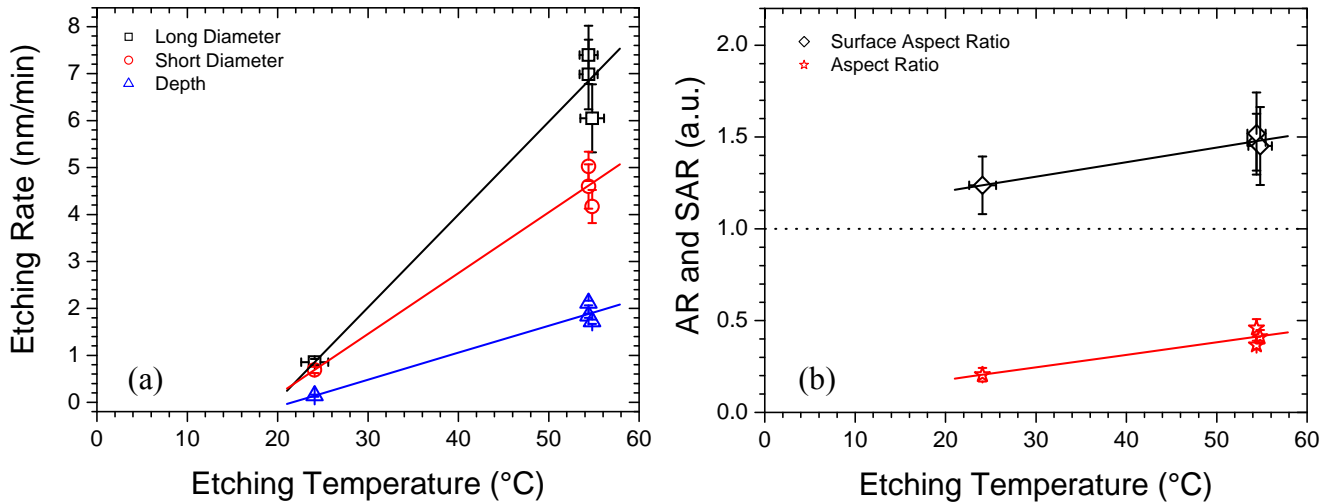 Long Diameter
Short Diameter
Depth
Etching Rate (nm/min)
8
7
6
5
4
3
2
1
0
(a)
0 10 20 30 40 50 60
Etching Temperature (°C)
Surface Aspect Ratio
Aspect Ratio
AR and SAR (a.u.)
2.0
1.5
1.0
0.5
0.0
(b)
0 10 20 30 40 50 60
Etching Temperature (°C)